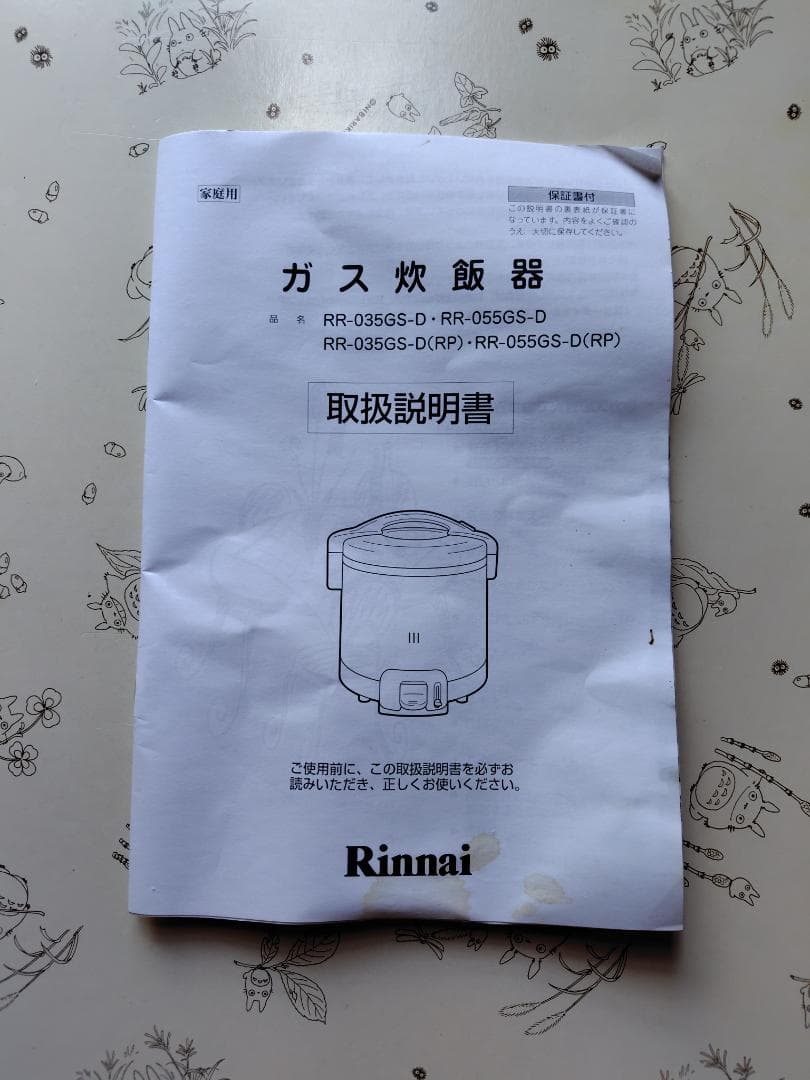 家庭用
保証書付
この説明書の裏表紙が保証書に
なっています。内容をよくご確認の
うえ、大切に保存してください。
ガス炊飯器
品名 RR-035GS-D・RR-055GS-D
RR-035GS-D(RP)・RR-055GS-D(RP)
取扱説明書
ご使用前に、この取扱説明書を必ずお
読みいただき、正しくお使いください。
Rinnai